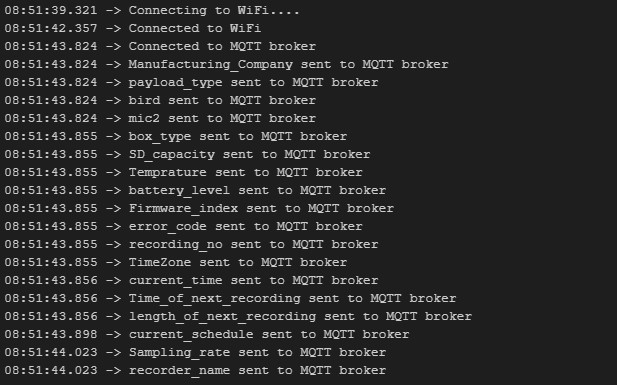 08:51:39.321 -> Connecting to WiFi....
08:51:42.357 -> Connected to WiFi
08:51:43.824 -> Connected to MQTT broker
08:51:43.824 -> Manufacturing_Company sent to MQTT broker
08:51:43.824 -> payload_type sent to MQTT broker
08:51:43.824 -> bird sent to MQTT broker
08:51:43.824 -> mic2 sent to MQTT broker
08:51:43.855 -> box_type sent to MQTT broker
08:51:43.855 -> SD_capacity sent to MQTT broker
08:51:43.855 -> Temprature sent to MQTT broker
08:51:43.855 -> battery_level sent to MQTT broker
08:51:43.855 -> Firmware_index sent to MQTT broker
08:51:43.855 -> error_code sent to MQTT broker
08:51:43.855 -> recording_no sent to MQTT broker
08:51:43.855 -> TimeZone sent to MQTT broker
08:51:43.856 -> current_time sent to MQTT broker
08:51:43.856 -> Time_of_next_recording sent to MQTT broker
08:51:43.856 -> length_of_next_recording sent to MQTT broker
08:51:43.898 -> current_schedule sent to MQTT broker
08:51:44.023 -> Sampling_rate sent to MQTT broker
08:51:44.023 -> recorder_name sent to MQTT broker